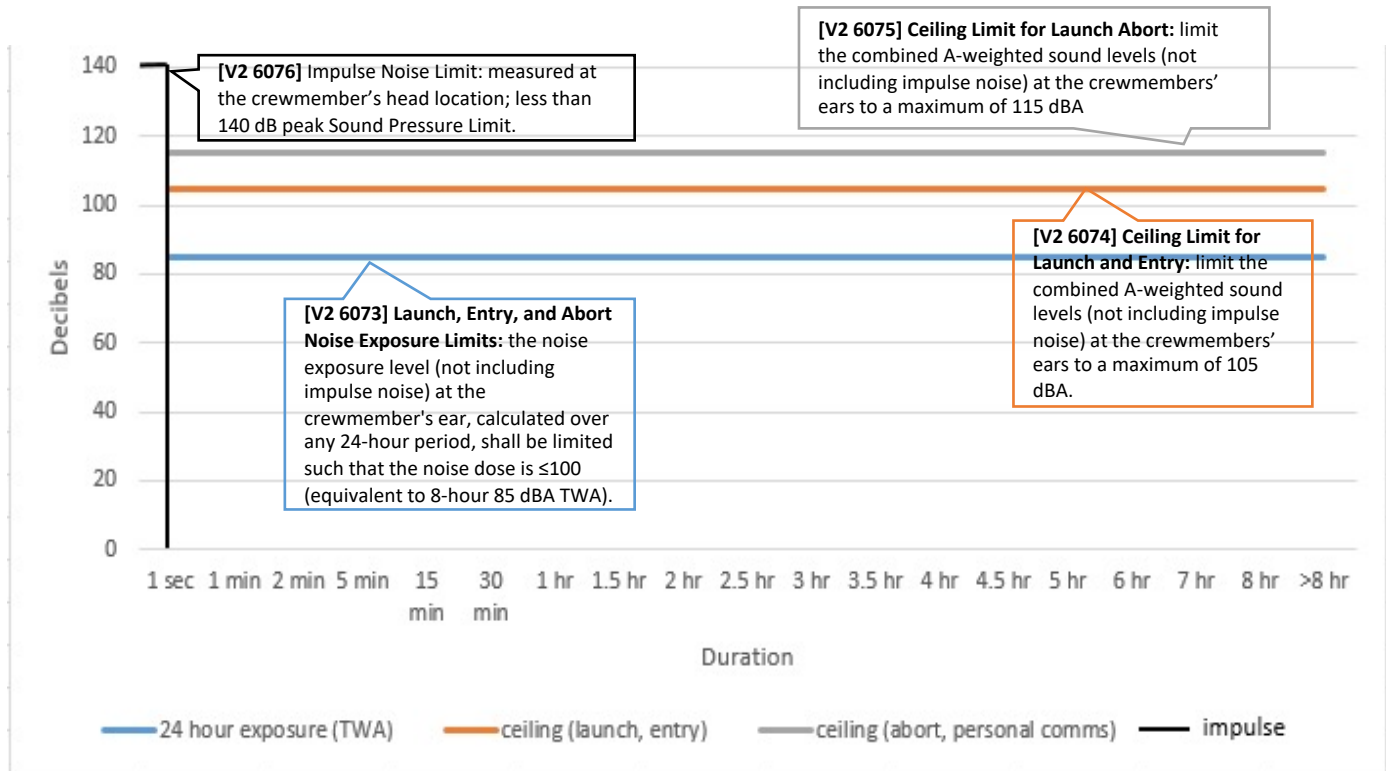 [V2 6075] Ceiling Limit for Launch Abort: limit
the combined A-weighted sound levels (not
including impulse noise) at the crewmembers’
ears to a maximum of 115 dBA
[V2 6076] Impulse Noise Limit: measured at
the crewmember’s head location; less than
140 dB peak Sound Pressure Limit.
140
120
100
80
60
40
20
0
Decibels
[V2 6074] Ceiling Limit for
Launch and Entry: limit the
combined A-weighted sound
levels (not including impulse
noise) at the crewmembers’
ears to a maximum of 105
dBA.
[V2 6073] Launch, Entry, and Abort
Noise Exposure Limits: the noise
exposure level (not including
impulse noise) at the
crewmember's ear, calculated over
any 24-hour period, shall be limited
such that the noise dose is ≤100
(equivalent to 8-hour 85 dBA TWA).
1 sec 1 min 2 min 5 min 15 30 1 hr 1.5 hr 2 hr 2.5 hr 3 hr 3.5 hr 4 hr 4.5 hr 5 hr 6 hr 7 hr 8 hr >8 hr
min min
Duration
24 hour exposure (TWA) ceiling (launch, entry) ceiling (abort, personal comms) impulse